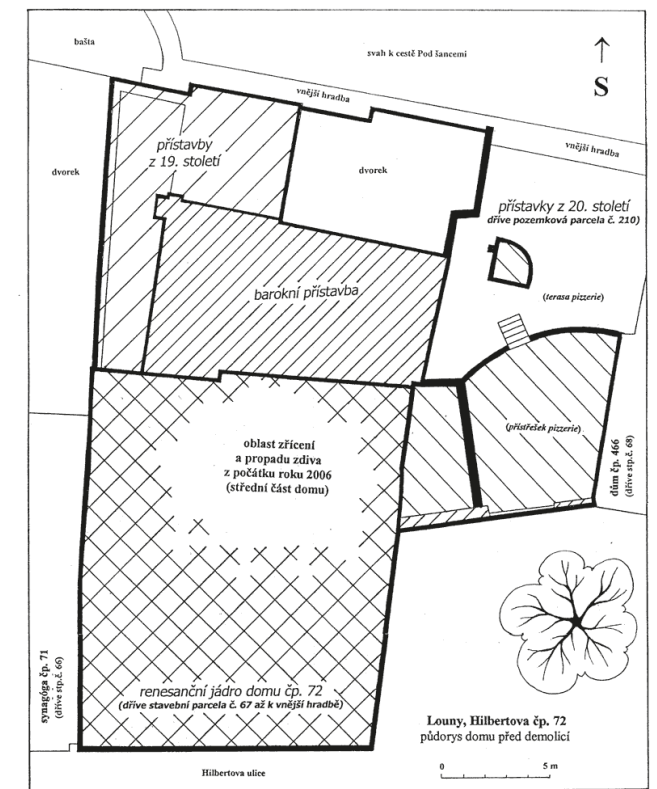 bašta
svah k cestě Pod šancemi
S
vnější hradba
vnější hradba
přístavby
z 19. století
dvorek
dvorek
přístavky z 20. století
dříve pozemková parcela č. 210)
barokní přístavba
(terasa pizzerie)
(přístřešek pizzerie)
oblast zřícení
a propadu zdiva
z počátku roku 2006
(střední část domu)
dům čp. 466
(dříve stp.č. 68)
synagóga čp. 71
(dříve stp.č. 66)
renesanční jádro domu čp. 72
(dříve stavební parcela č. 67 až k vnější hradbě)
Louny, Hilbertova čp. 72
půdorys domu před demolicí
0 5 m
Hilbertova ulice